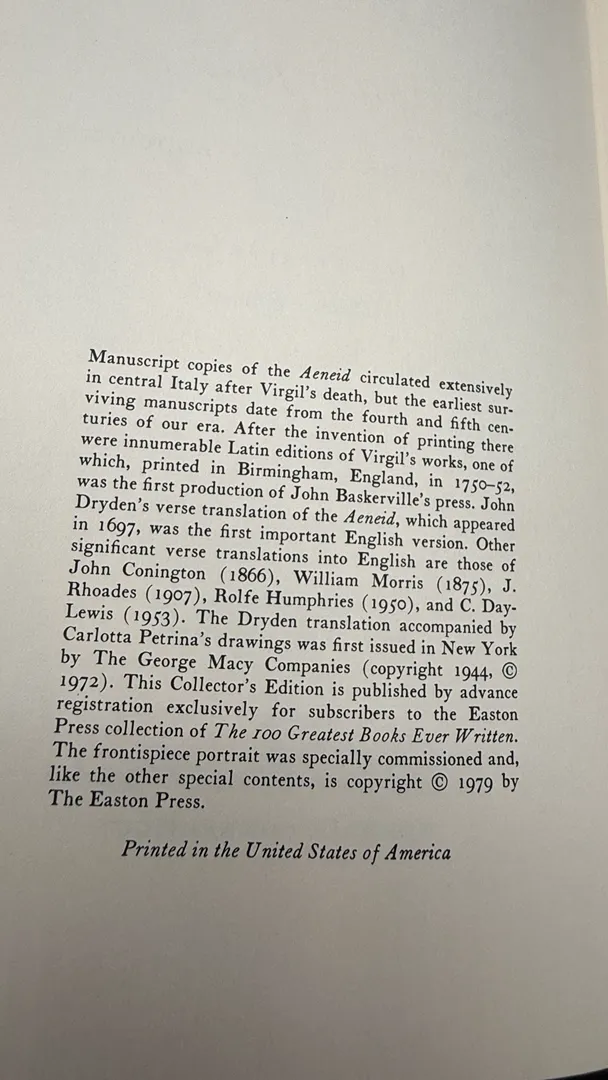 Manuscript copies of the Aeneid circulated extensively
in central Italy after Virgil's death, but the earliest sur-
viving manuscripts date from the fourth and fifth cen-
turies of our era. After the invention of printing there
were innumerable Latin editions of Virgil's works, one of
which, printed in Birmingham, England, in 1750–52,
was the first production of John Baskerville's press. John
Dryden's verse translation of the Aeneid, which appeared
in 1697, was the first important English version. Other
significant verse translations into English are those of
John Conington (1866), William Morris (1875), J.
Rhoades (1907), Rolfe Humphries (1950), and C. Day-
Lewis (1953). The Dryden translation accompanied by
Carlotta Petrina's drawings was first issued in New York
by The George Macy Companies (copyright 1944, ©
1972). This Collector's Edition is published by advance
registration exclusively for subscribers to the Easton
Press collection of The 100 Greatest Books Ever Written.
The frontispiece portrait was specially commissioned and,
like the other special contents, is copyright © 1979 by
The Easton Press.
Printed in the United States of America